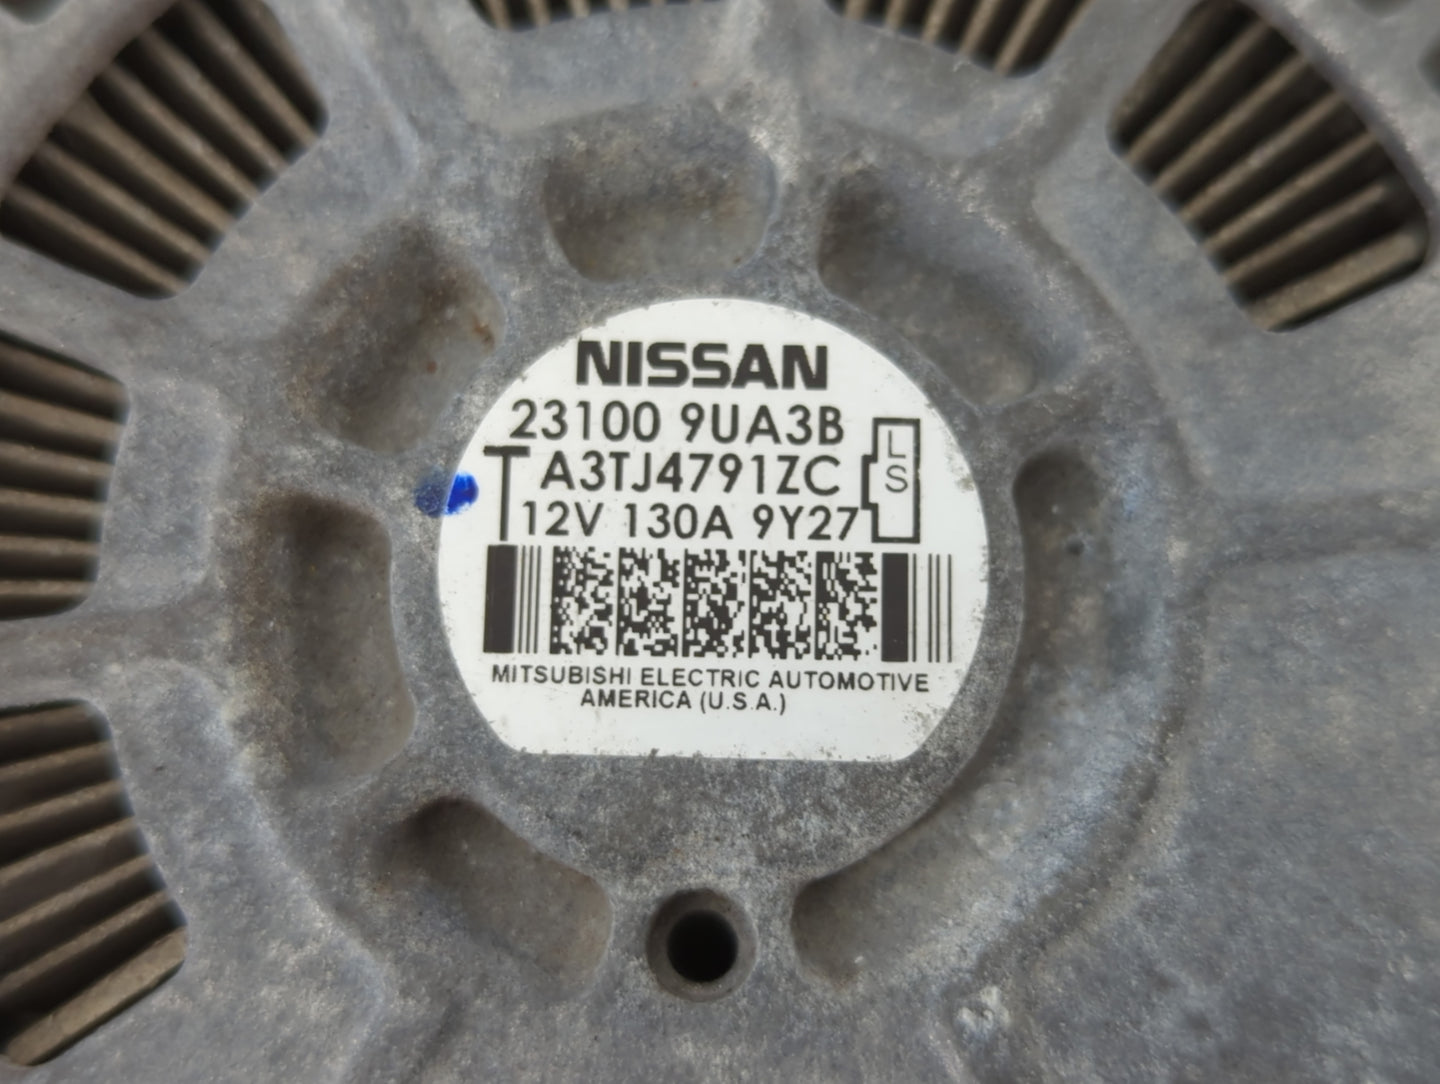 NISSAN
23100 9UA3B
T A3TJ4791ZC L
12V 130A 9Y27 S
MITSUBISHI ELECTRIC AUTOMOTIVE
AMERICA (U.S.A.)